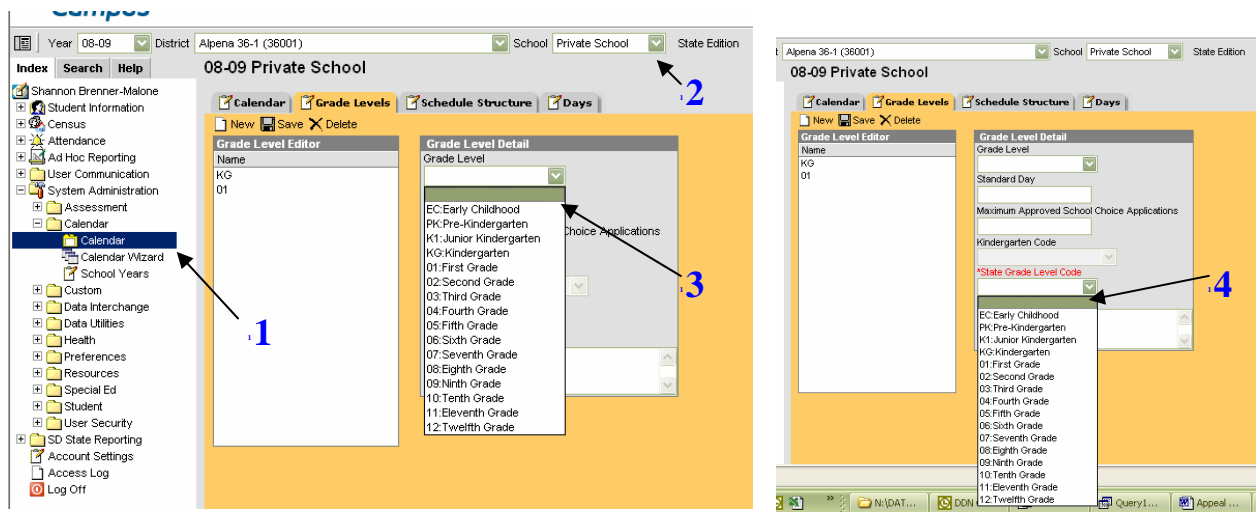 Campus
Year 08-09 District Alpena 36-1 (36001) School Private School State Edition
Index Search Help
08-09 Private School
Shannon Brenner-Malone
Student Information
Census
Attendance
Ad Hoc Reporting
User Communication
System Administration
Assessment
Calendar
Calendar
Calendar Wizard
School Years
Custom
Data Interchange
Data Utilities
Health
Preferences
Resources
Special Ed
Student
User Security
SD State Reporting
Account Settings
Access Log
Log Off
Calendar Grade Levels Schedule Structure Days
New Save Delete
Grade Level Editor
Name
KG
01
Grade Level Detail
Grade Level
EC:Early Childhood
PK:Pre-Kindergarten
K1:Junior Kindergarten
KG:Kindergarten
01:First Grade
02:Second Grade
03:Third Grade
04:Fourth Grade
05:Fifth Grade
06:Sixth Grade
07:Seventh Grade
08:Eighth Grade
09:Ninth Grade
10:Tenth Grade
11:Eleventh Grade
12:Twelfth Grade
Choice Applications
1 1
1 2
1 3
Alpena 36-1 (36001) School Private School State Edition
08-09 Private School
Calendar Grade Levels Schedule Structure Days
New Save Delete
Grade Level Editor
Name
KG
01
Grade Level Detail
Grade Level
Standard Day
Maximum Approved School Choice Applications
Kindergarten Code
*State Grade Level Code
EC:Early Childhood
PK:Pre-Kindergarten
K1:Junior Kindergarten
KG:Kindergarten
01:First Grade
02:Second Grade
03:Third Grade
04:Fourth Grade
05:Fifth Grade
06:Sixth Grade
07:Seventh Grade
08:Eighth Grade
09:Ninth Grade
10:Tenth Grade
11:Eleventh Grade
12:Twelfth Grade
1 4
» N:\DAT... DDN Query1... Appeal ...